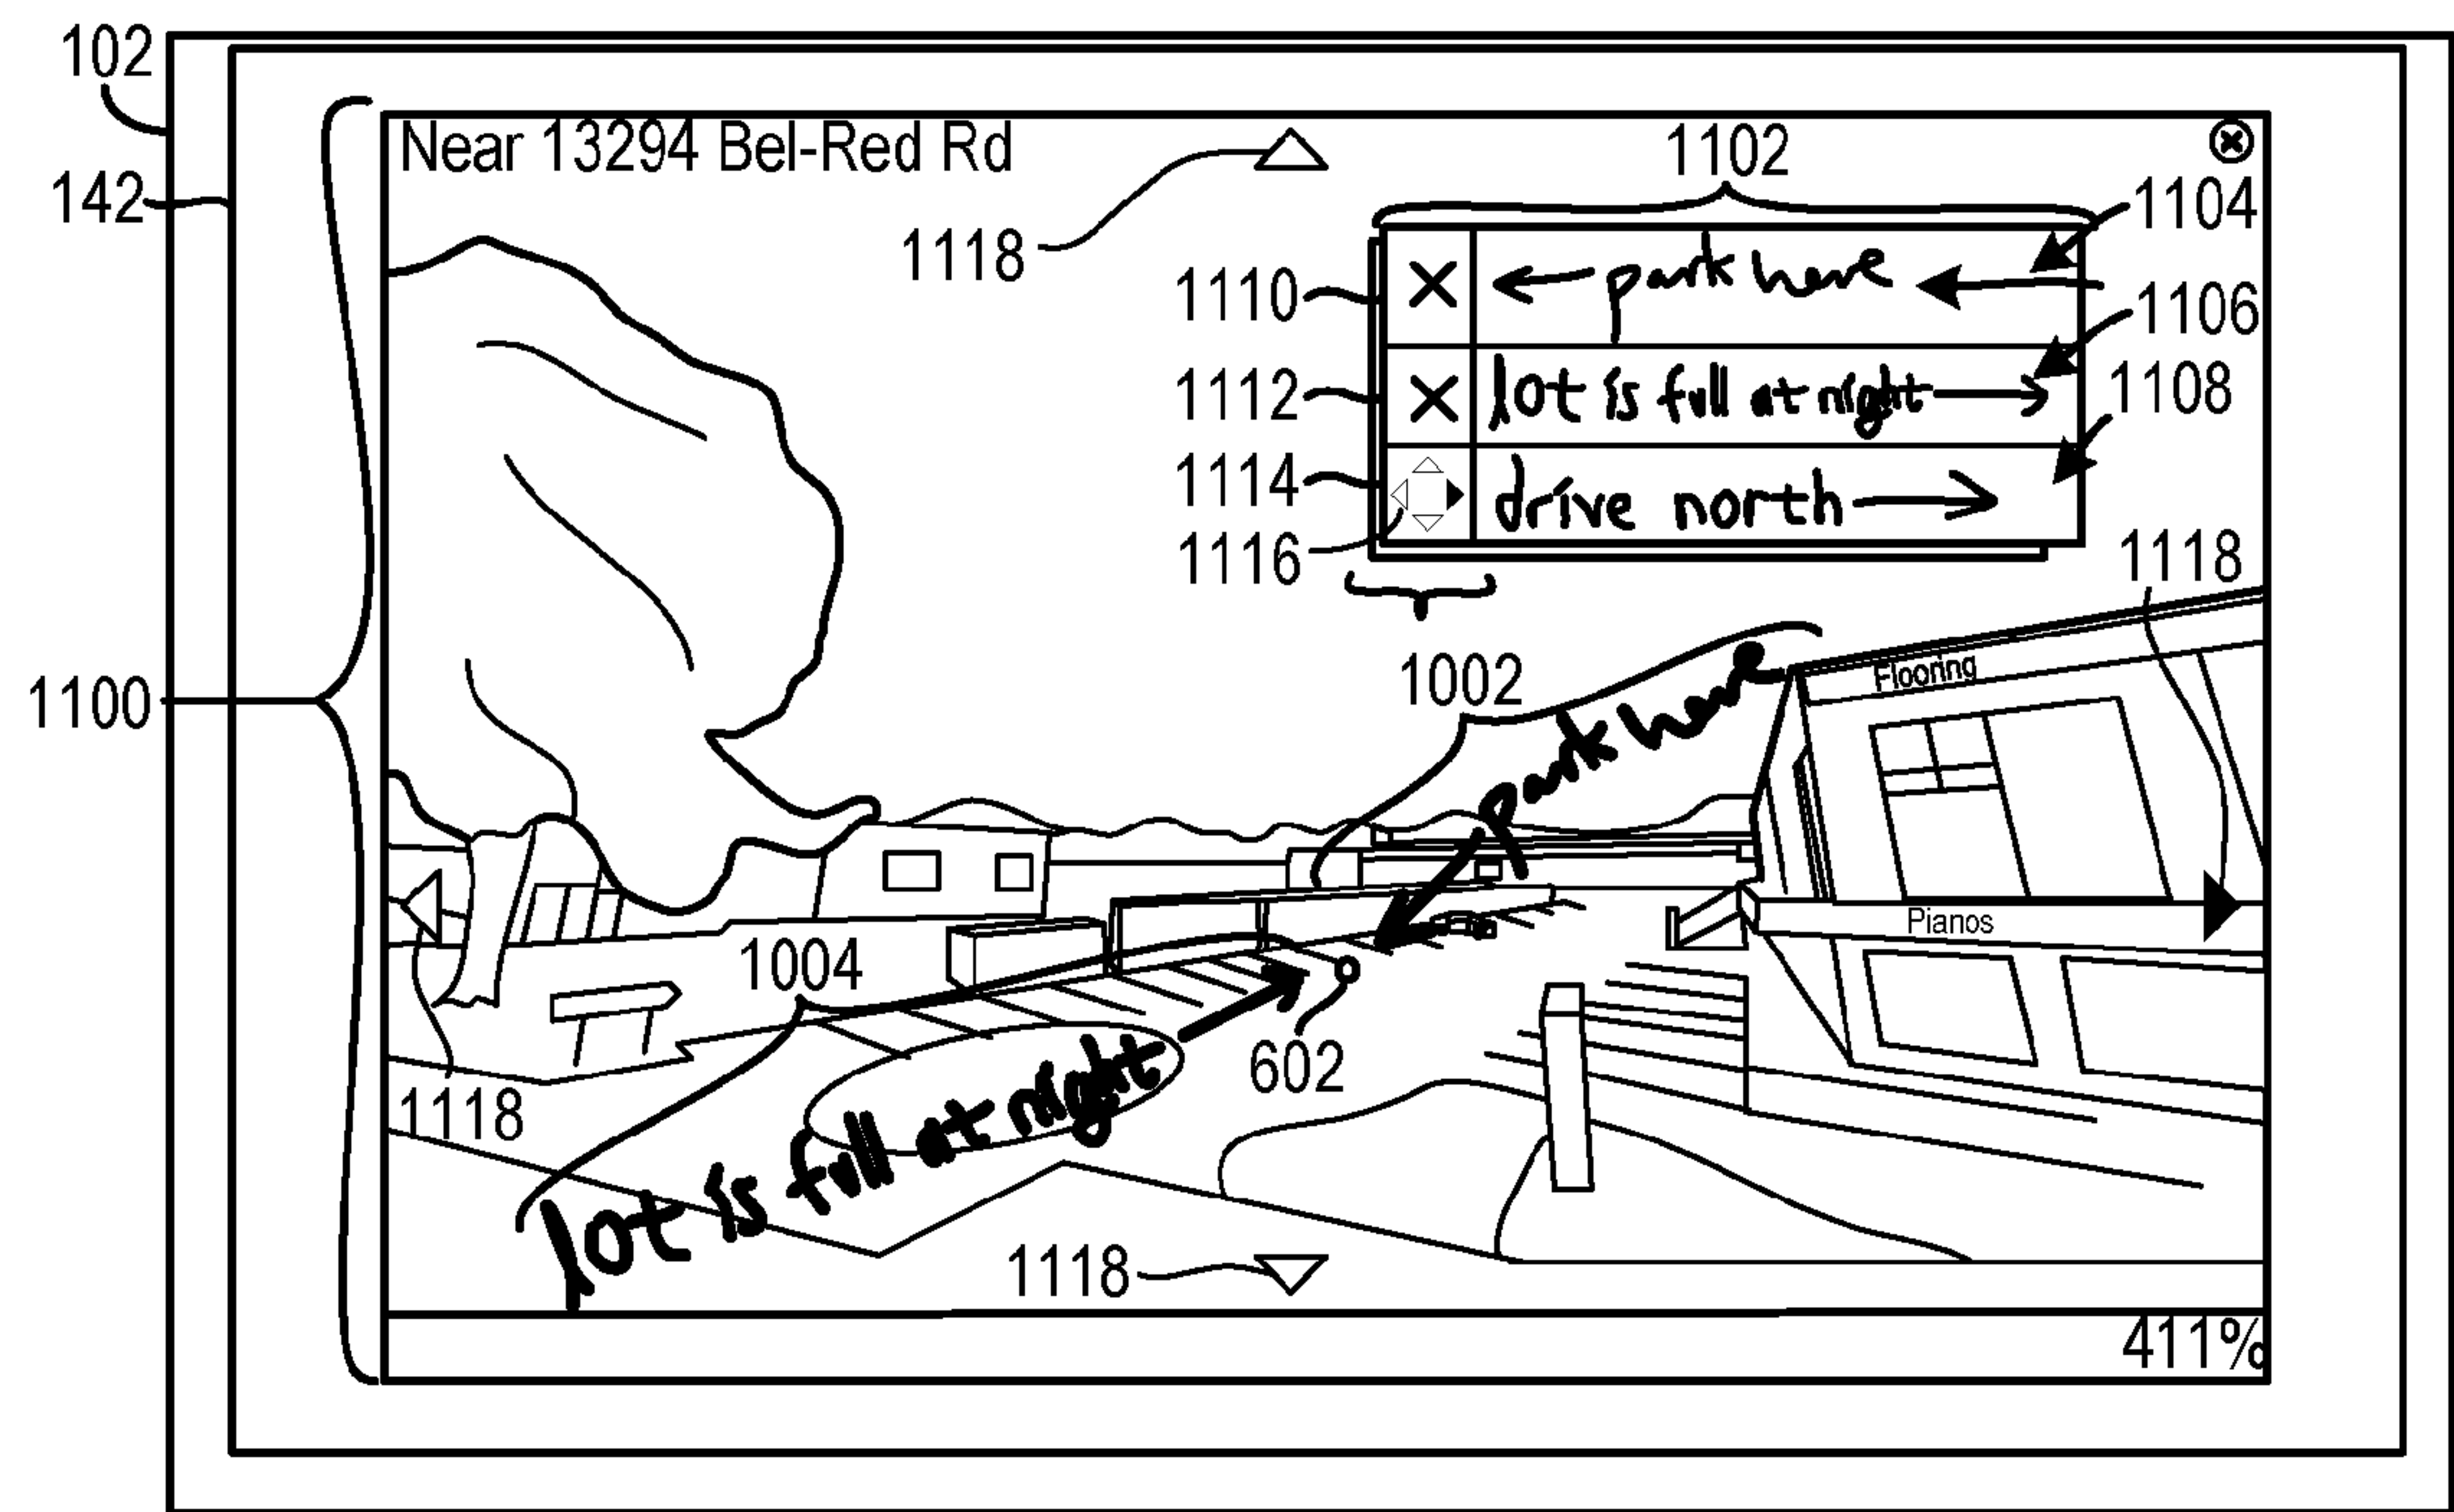 102
142
Near 13294 Bel-Red Rd
1102
1104
1118
1110
park here
1106
1112
lot is full at night
1108
1114
drive north
1116
1118
1002
park here
Flooring
1100
Pianos
1004
602
1118
lot is full at night
1118
411%